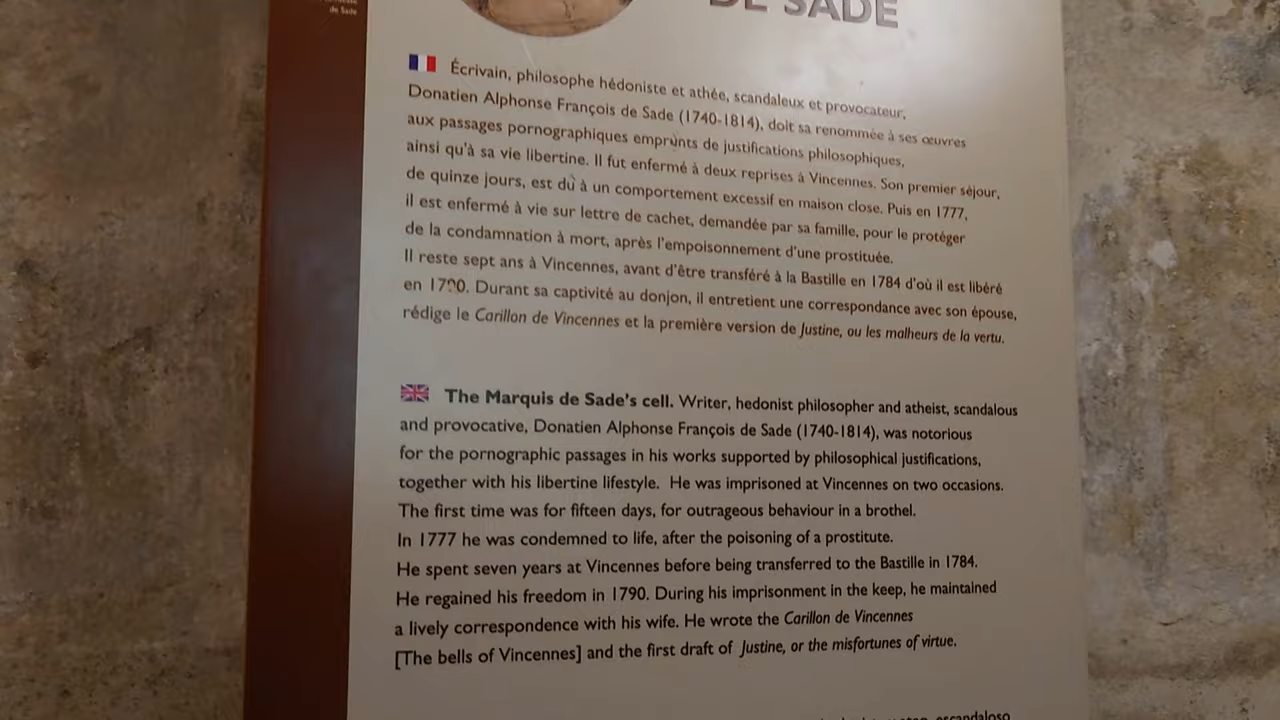 de Sade
DE SADE
Écrivain, philosophe hédoniste et athée, scandaleux et provocateur,
Donatien Alphonse François de Sade (1740-1814), doit sa renommée à ses œuvres
aux passages pornographiques emprunts de justifications philosophiques,
ainsi qu'à sa vie libertine. Il fut enfermé à deux reprises à Vincennes. Son premier séjour,
de quinze jours, est dû à un comportement excessif en maison close. Puis en 1777,
il est enfermé à vie sur lettre de cachet, demandée par sa famille, pour le protéger
de la condamnation à mort, après l'empoisonnement d'une prostituée.
Il reste sept ans à Vincennes, avant d'être transféré à la Bastille en 1784 d'où il est libéré
en 1790. Durant sa captivité au donjon, il entretient une correspondance avec son épouse,
rédige le Carillon de Vincennes et la première version de Justine, ou les malheurs de la vertu.
The Marquis de Sade's cell. Writer, hedonist philosopher and atheist, scandalous
and provocative, Donatien Alphonse François de Sade (1740-1814), was notorious
for the pornographic passages in his works supported by philosophical justifications,
together with his libertine lifestyle. He was imprisoned at Vincennes on two occasions.
The first time was for fifteen days, for outrageous behaviour in a brothel.
In 1777 he was condemned to life, after the poisoning of a prostitute.
He spent seven years at Vincennes before being transferred to the Bastille in 1784.
He regained his freedom in 1790. During his imprisonment in the keep, he maintained
a lively correspondence with his wife. He wrote the Carillon de Vincennes
[The bells of Vincennes] and the first draft of Justine, or the misfortunes of virtue.
escandaloso